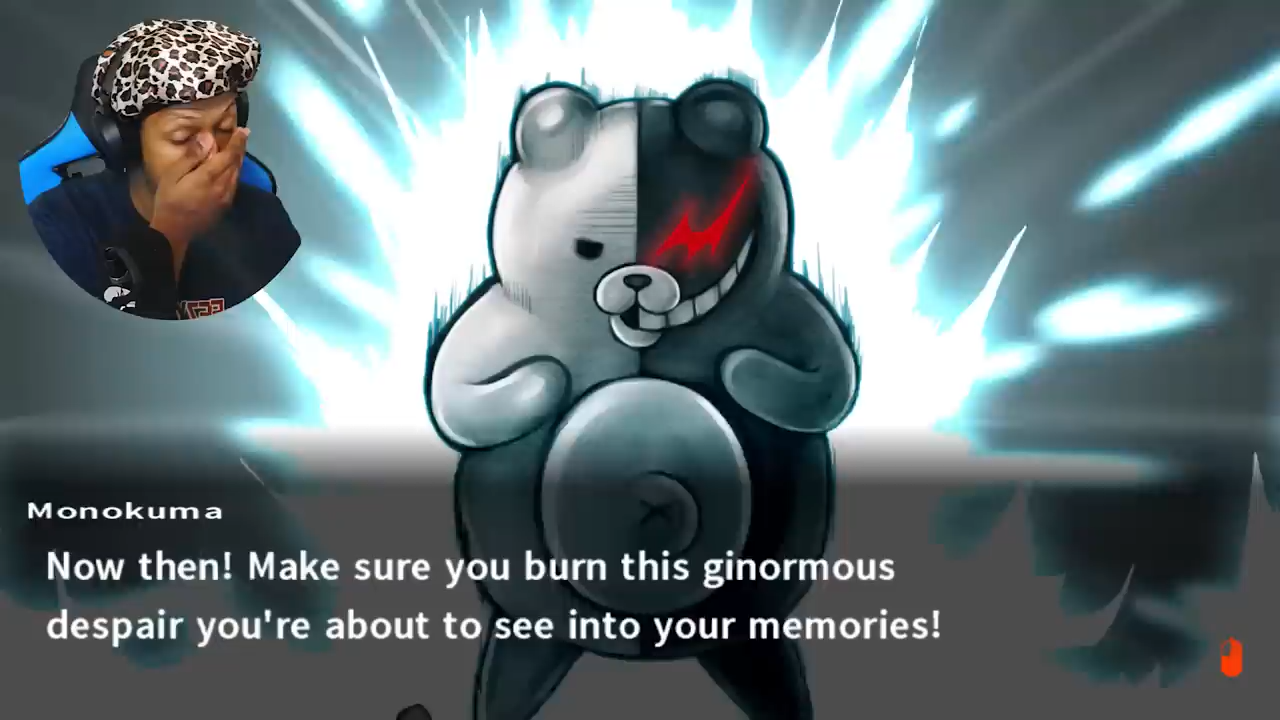 Monokuma
Now then! Make sure you burn this ginormous
despair you're about to see into your memories!